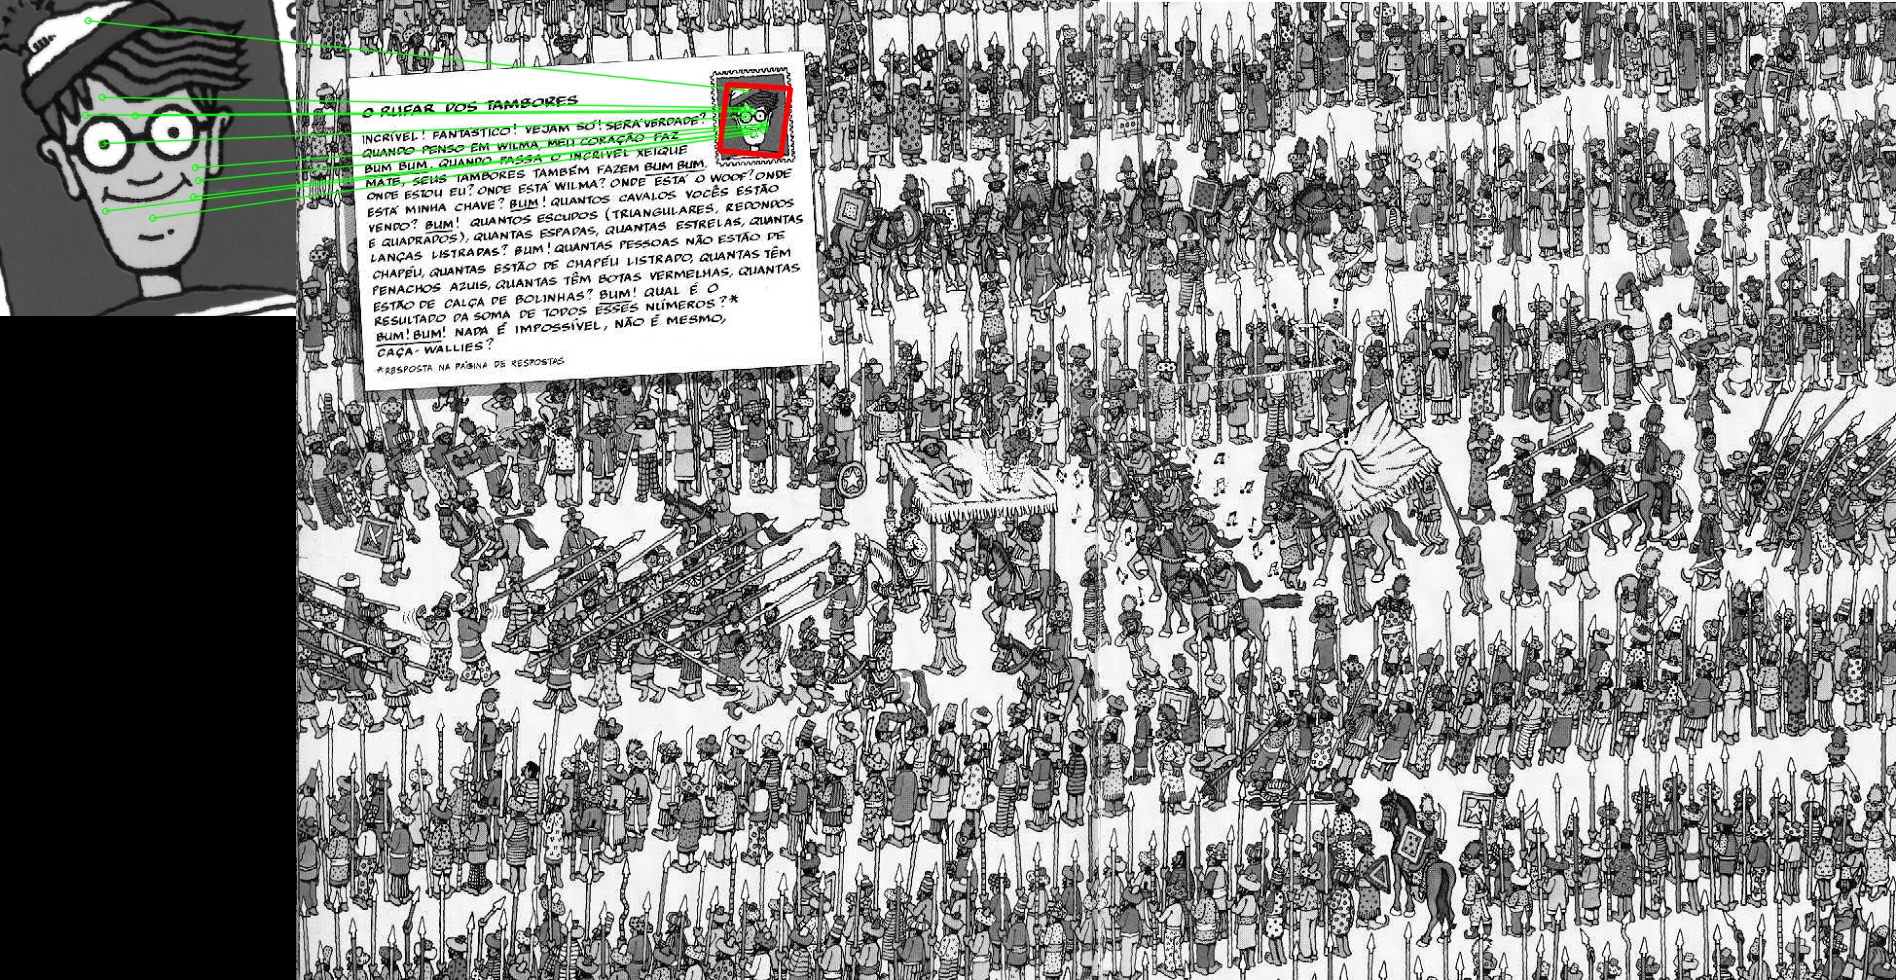 O RUFAR DOS TAMBORES
INCRÍVEL! FANTÁSTICO! VEJAM SÓ! SERÁ VERDADE?
QUANDO PENSO EM WILMA, MEU CORAÇÃO FAZ
BUM BUM. QUANDO PASSA O INCRÍVEL XEIQUE
MATE, SEUS TAMBORES TAMBÉM FAZEM BUM BUM.
ONDE ESTOU EU? ONDE ESTÁ WILMA? ONDE ESTÁ O WOOF? ONDE
ESTÁ MINHA CHAVE? BUM! QUANTOS CAVALOS VOCÊS ESTÃO
VENDO? BUM! QUANTOS ESCUDOS (TRIANGULARES, REDONDOS
E QUADRADOS), QUANTAS ESPADAS, QUANTAS ESTRELAS, QUANTAS
LANÇAS LISTRADAS? BUM! QUANTAS PESSOAS NÃO ESTÃO DE
CHAPÉU, QUANTAS ESTÃO DE CHAPÉU LISTRADO, QUANTAS TÊM
PENACHOS AZUIS, QUANTAS TÊM BOTAS VERMELHAS, QUANTAS
ESTÃO DE CALÇA DE BOLINHAS? BUM! QUAL É O
RESULTADO DA SOMA DE TODOS ESSES NÚMEROS?*
BUM! BUM! NADA É IMPOSSÍVEL, NÃO É MESMO,
CAÇA-WALLIES?
*RESPOSTA NA PÁGINA DE RESPOSTAS